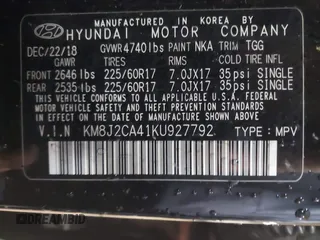 MANUFACTURED IN KOREA BY
HYUNDAI MOTOR COMPANY
DEC/22/18 GVWR 4740lbs PAINT NKA TRIM TGG
GAWR TIRES RIMS COLD TIRE INFL
FRONT 2646 lbs 225/60R17 7.0JX17 35psi SINGLE
REAR 2535 lbs 225/60R17 7.0JX17 35psi SINGLE
THIS VEHICLE CONFORMS TO ALL APPLICABLE U.S.A. FEDERAL
MOTOR VEHICLE SAFETY AND THEFT PREVENTION STANDARDS
IN EFFECT ON THE DATE OF MANUFACTURE SHOWN ABOVE.
V.I.N KM8J2CA41KU927792 TYPE: MPV
DREAMBID